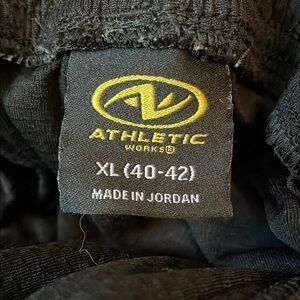 ATHLETIC
WORKS®
XL (40-42)
MADE IN JORDAN